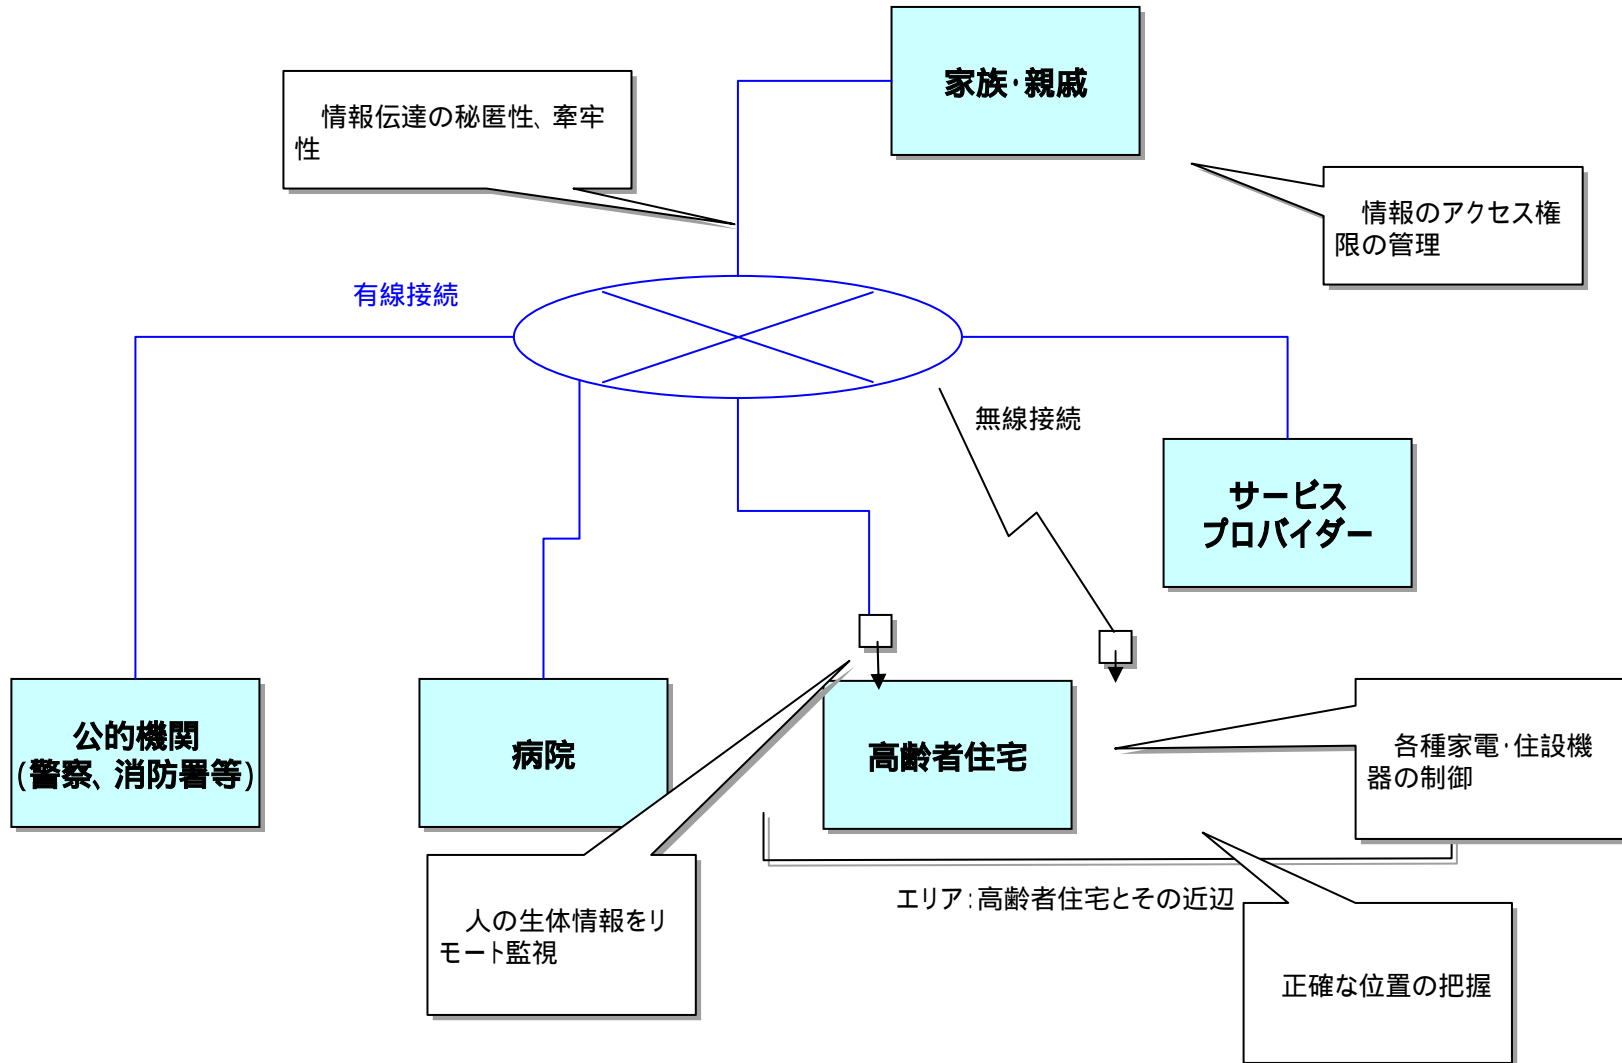 家族・親戚
情報伝達の秘匿性、牽牢
性
情報のアクセス権
限の管理
有線接続
無線接続
サービス
プロバイダー
公的機関
(警察、消防署等)
病院
高齢者住宅
各種家電・住設機
器の制御
エリア:高齢者住宅とその近辺
人の生体情報をリ
モート監視
正確な位置の把握